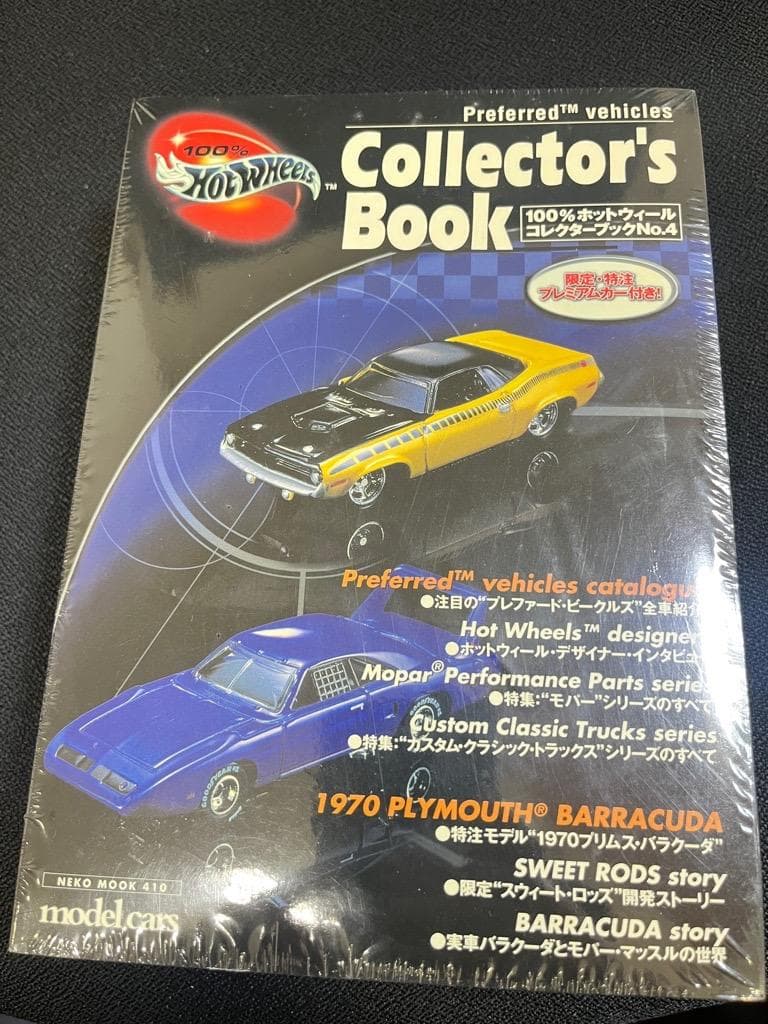 Preferred™ vehicles
100%
Hot Wheels™
Collector's
Book
100%ホットウィール
コレクターブックNo.4
限定・特注
プレミアムカー付き!
Preferred™ vehicles catalogu
●注目の"プレファード・ビークルズ"全車紹介
Hot Wheels™ designer
●ホットウィール・デザイナー・インタビュー
Mopar® Performance Parts series
●特集:"モパー"シリーズのすべて
Custom Classic Trucks series
●特集:"カスタム・クラシック・トラックス"シリーズのすべて
GOODYEAR
GOODYEAR
1970 PLYMOUTH® BARRACUDA
●特注モデル"1970プリムス・バラクーダ"
SWEET RODS story
●限定"スウィート・ロッズ"開発ストーリー
BARRACUDA story
●実車バラクーダとモパー・マッスルの世界
NEKO MOOK 410
model cars